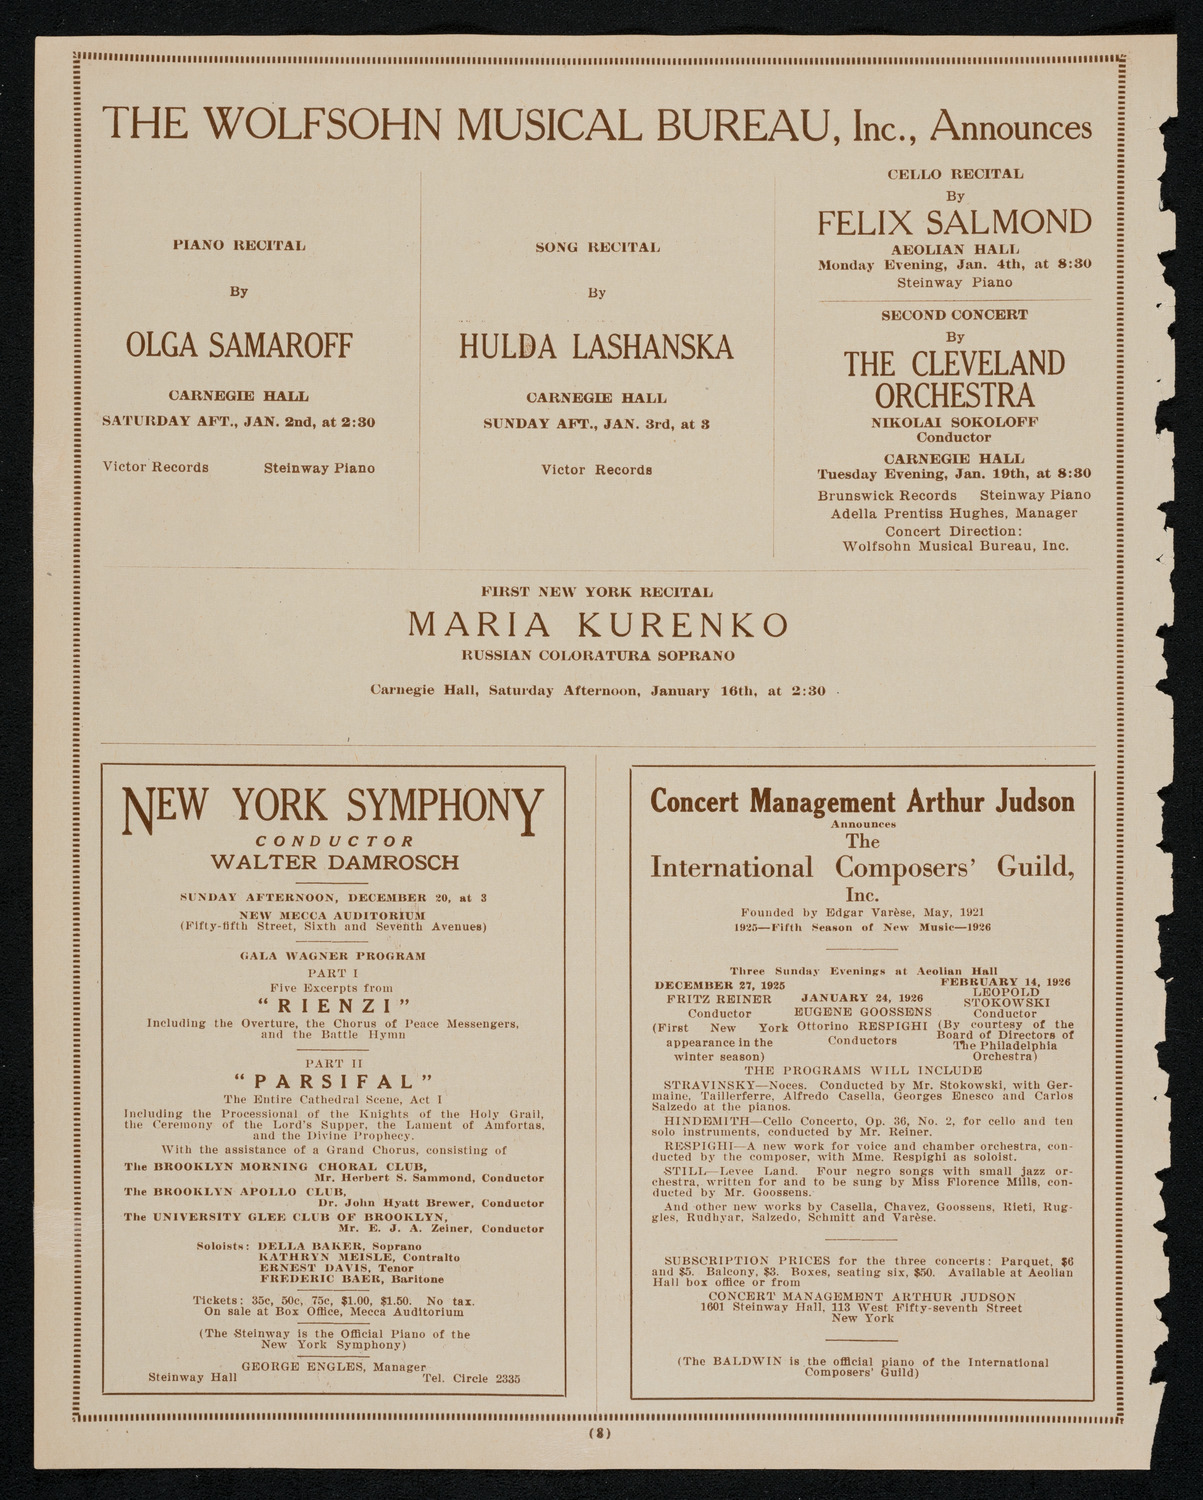 THE WOLFSOHN MUSICAL BUREAU, Inc., Announces
PIANO RECITAL
By
OLGA SAMAROFF
CARNEGIE HALL
SATURDAY AFT., JAN. 2nd, at 2:30
Victor Records Steinway Piano
SONG RECITAL
By
HULDA LASHANSKA
CARNEGIE HALL
SUNDAY AFT., JAN. 3rd, at 3
Victor Records
CELLO RECITAL
By
FELIX SALMOND
AEOLIAN HALL
Monday Evening, Jan. 4th, at 8:30
Steinway Piano
SECOND CONCERT
By
THE CLEVELAND
ORCHESTRA
NIKOLAI SOKOLOFF
Conductor
CARNEGIE HALL
Tuesday Evening, Jan. 19th, at 8:30
Brunswick Records Steinway Piano
Adella Prentiss Hughes, Manager
Concert Direction:
Wolfsohn Musical Bureau, Inc.
FIRST NEW YORK RECITAL
MARIA KURENKO
RUSSIAN COLORATURA SOPRANO
Carnegie Hall, Saturday Afternoon, January 16th, at 2:30
NEW YORK SYMPHONY
CONDUCTOR
WALTER DAMROSCH
SUNDAY AFTERNOON, DECEMBER 20, at 3
NEW MECCA AUDITORIUM
(Fifty-fifth Street, Sixth and Seventh Avenues)
GALA WAGNER PROGRAM
PART I
Five Excerpts from
"RIENZI"
Including the Overture, the Chorus of Peace Messengers,
and the Battle Hymn
PART II
"PARSIFAL"
The Entire Cathedral Scene, Act I
Including the Processional of the Knights of the Holy Grail,
the Ceremony of the Lord's Supper, the Lament of Amfortas,
and the Divine Prophecy.
With the assistance of a Grand Chorus, consisting of
The BROOKLYN MORNING CHORAL CLUB,
Mr. Herbert S. Sammond, Conductor
The BROOKLYN APOLLO CLUB,
Dr. John Hyatt Brewer, Conductor
The UNIVERSITY GLEE CLUB OF BROOKLYN,
Mr. E. J. A. Zeiner, Conductor
Soloists: DELLA BAKER, Soprano
KATHRYN MEISLE, Contralto
ERNEST DAVIS, Tenor
FREDERIC BAER, Baritone
Tickets: 35c, 50c, 75c, $1.00, $1.50. No tax.
On sale at Box Office, Mecca Auditorium
(The Steinway is the Official Piano of the
New York Symphony)
GEORGE ENGLES, Manager
Steinway Hall Tel. Circle 2335
Concert Management Arthur Judson
Announces
The
International Composers' Guild,
Inc.
Founded by Edgar Varèse, May, 1921
1925—Fifth Season of New Music—1926
Three Sunday Evenings at Aeolian Hall
DECEMBER 27, 1925
FRITZ REINER
Conductor
(First New York
appearance in the
winter season)
JANUARY 24, 1926
EUGENE GOOSSENS
Ottorino RESPIGHI
Conductors
FEBRUARY 14, 1926
LEOPOLD
STOKOWSKI
Conductor
(By courtesy of the
Board of Directors of
The Philadelphia
Orchestra)
THE PROGRAMS WILL INCLUDE
STRAVINSKY—Noces. Conducted by Mr. Stokowski, with Ger-
maine, Taillerferre, Alfredo Casella, Georges Enesco and Carlos
Salzedo at the pianos.
HINDEMITH—Cello Concerto, Op. 36, No. 2, for cello and ten
solo instruments, conducted by Mr. Reiner.
RESPIGHI—A new work for voice and chamber orchestra, con-
ducted by the composer, with Mme. Respighi as soloist.
STILL—Levee Land. Four negro songs with small jazz or-
chestra, written for and to be sung by Miss Florence Mills, con-
ducted by Mr. Goossens.
And other new works by Casella, Chavez, Goossens, Rieti, Rug-
gles, Rudhyar, Salzedo, Schmitt and Varèse.
SUBSCRIPTION PRICES for the three concerts: Parquet, $6
and $5. Balcony, $3. Boxes, seating six, $50. Available at Aeolian
Hall box office or from
CONCERT MANAGEMENT ARTHUR JUDSON
1601 Steinway Hall, 113 West Fifty-seventh Street
New York
(The BALDWIN is the official piano of the International
Composers' Guild)
(8)